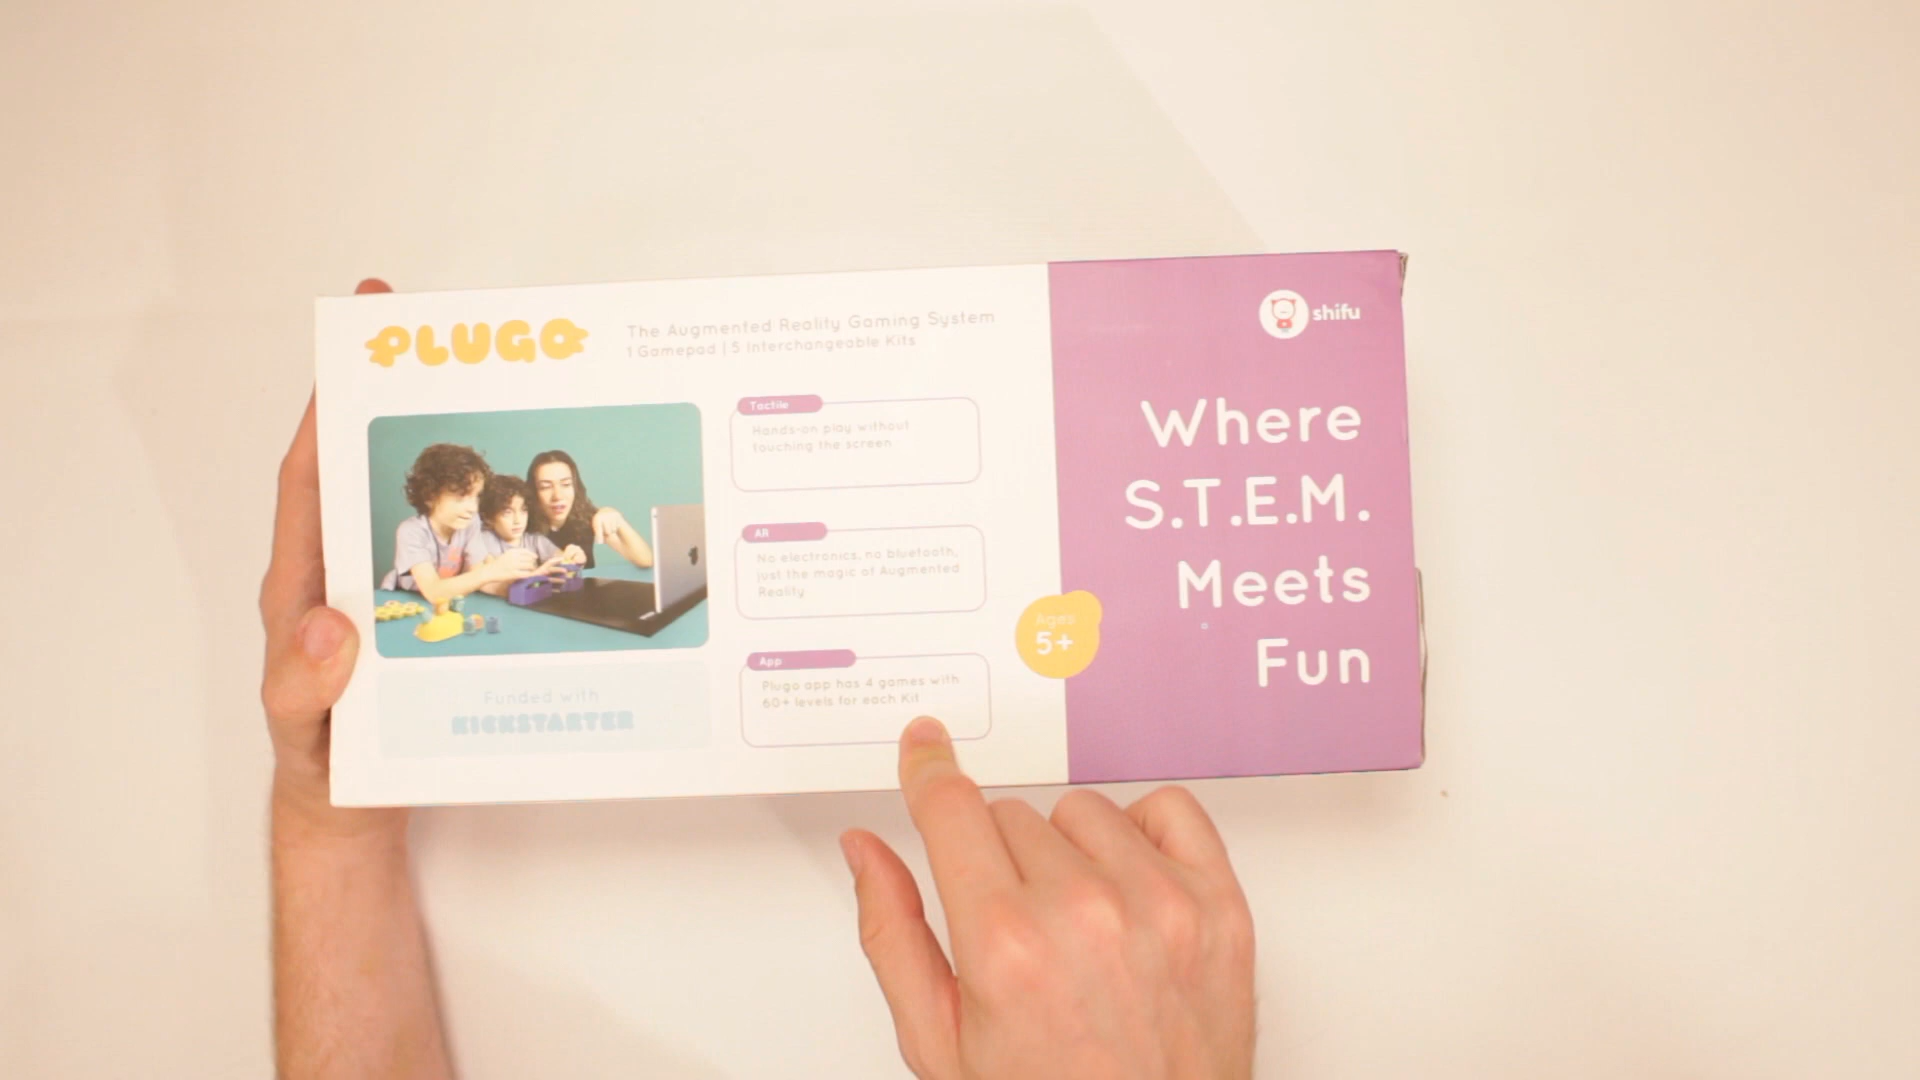 PLUGO
The Augmented Reality Gaming System
1 Gamepad | 5 Interchangeable Kits
Tactile
Hands-on play without
touching the screen
AR
No electronics, no bluetooth,
just the magic of Augmented
Reality
App
Plugo app has 4 games with
60+ levels for each Kit
Funded with
KICKSTARTER
Ages
5+
shifu
Where
S.T.E.M.
Meets
Fun